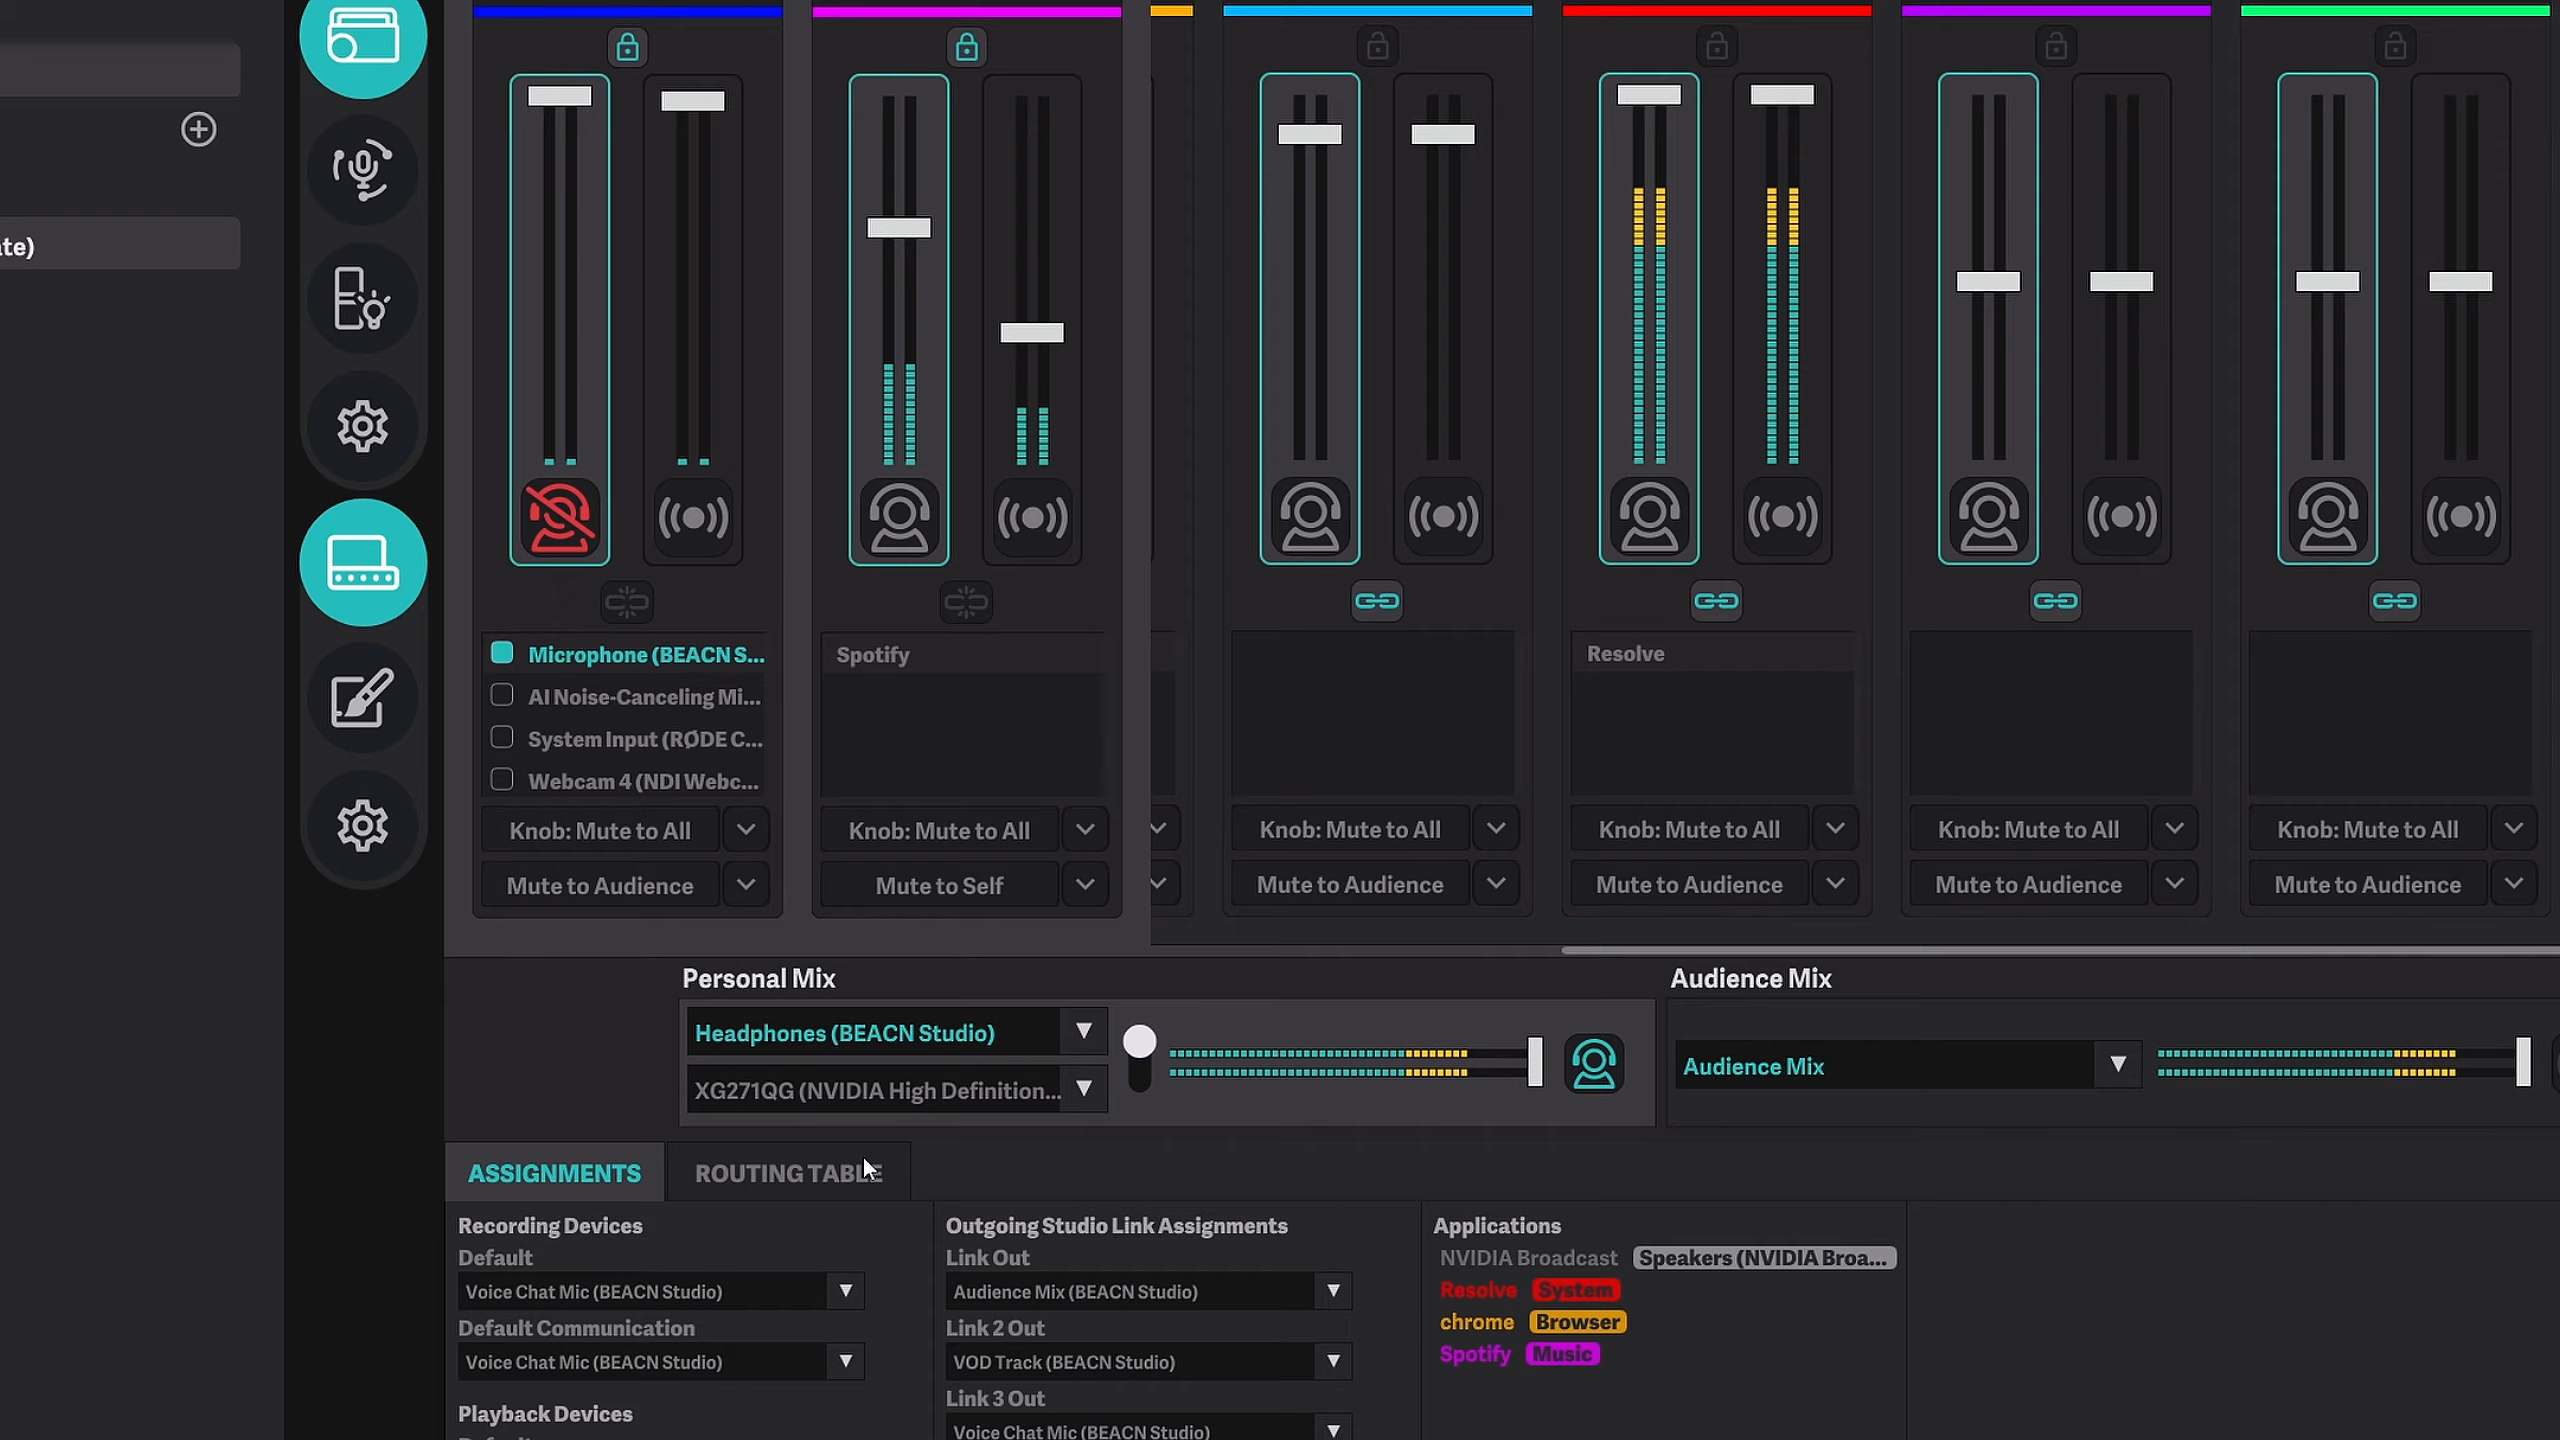 ate)
Microphone (BEACN S...
AI Noise-Canceling Mi...
System Input (RØDE C...
Webcam 4 (NDI Webc...
Knob: Mute to All
Mute to Audience
Spotify
Knob: Mute to All
Mute to Self
Knob: Mute to All
Mute to Audience
Resolve
Knob: Mute to All
Mute to Audience
Knob: Mute to All
Mute to Audience
Knob: Mute to All
Mute to Audience
Personal Mix
Headphones (BEACN Studio)
XG271QG (NVIDIA High Definition...
Audience Mix
Audience Mix
ASSIGNMENTS
ROUTING TABLE
Recording Devices
Default
Voice Chat Mic (BEACN Studio)
Default Communication
Voice Chat Mic (BEACN Studio)
Playback Devices
Default
Outgoing Studio Link Assignments
Link Out
Audience Mix (BEACN Studio)
Link 2 Out
VOD Track (BEACN Studio)
Link 3 Out
Voice Chat Mic (BEACN Studio)
Applications
NVIDIA Broadcast Speakers (NVIDIA Broa...
Resolve System
chrome Browser
Spotify Music